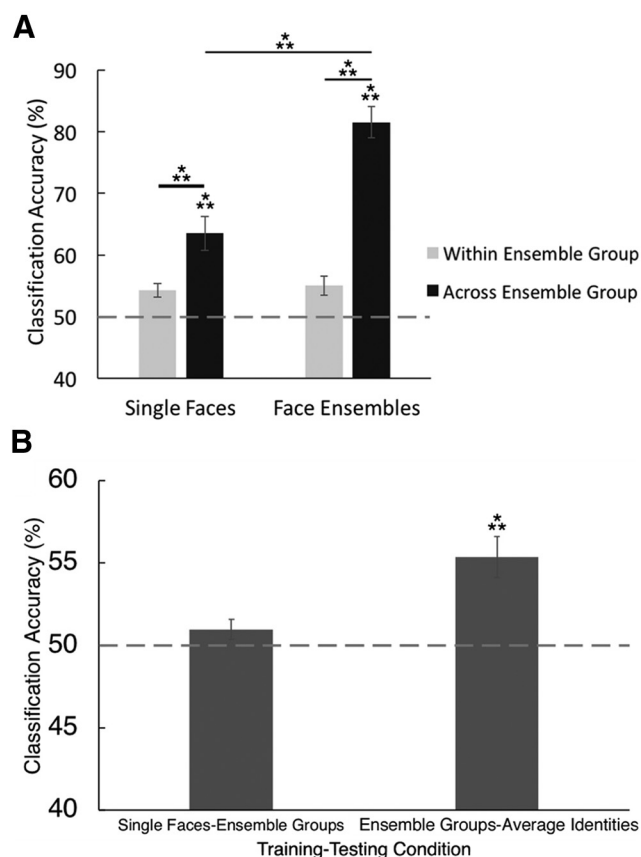 A
*
**
*
**
*
**
*
**
*
**
90
80
70
60
50
40
Classification Accuracy (%)
Within Ensemble Group
Across Ensemble Group
Single Faces
Face Ensembles
B
60
55
50
45
40
Classification Accuracy (%)
*
**
Single Faces-Ensemble Groups
Ensemble Groups-Average Identities
Training-Testing Condition